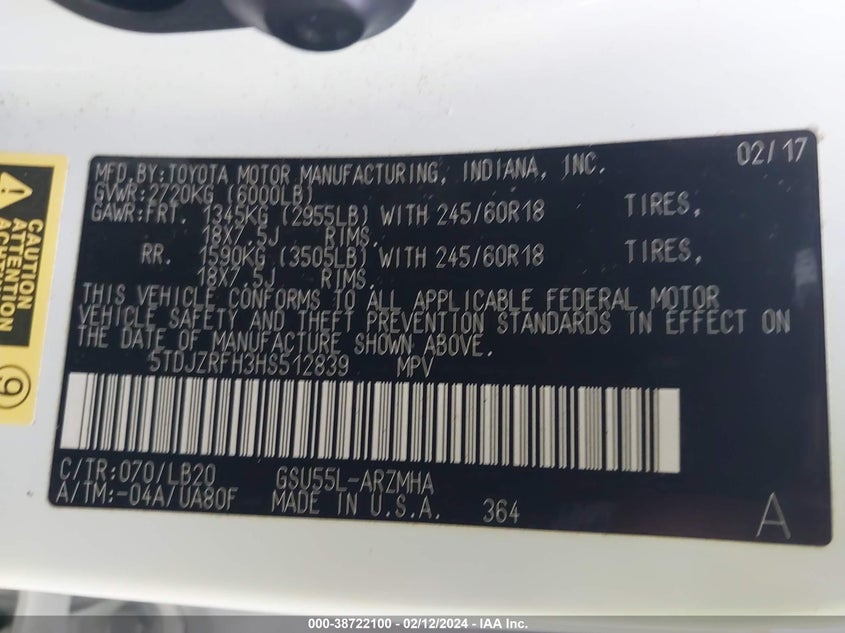 MFD.BY:TOYOTA MOTOR MANUFACTURING, INDIANA, INC. 02/17
GVWR:2720KG (6000LB)
GAWR:FRT. 1345KG (2955LB) WITH 245/60R18 TIRES,
18X7.5J RIMS.
RR. 1590KG (3505LB) WITH 245/60R18 TIRES,
18X7.5J RIMS.
THIS VEHICLE CONFORMS TO ALL APPLICABLE FEDERAL MOTOR
VEHICLE SAFETY AND THEFT PREVENTION STANDARDS IN EFFECT ON
THE DATE OF MANUFACTURE SHOWN ABOVE.
5TDJZRFH3HS512839 MPV
C/TR:070/LB20 GSU55L-ARZMHA
A/TM:-04A/UA80F MADE IN U.S.A. 364 A
CAUTION
ATTENTION
9
000-38722100 - 02/12/2024 - IAA Inc.